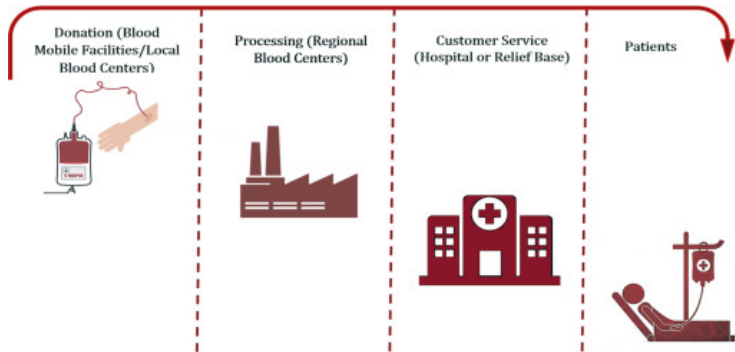 Donation (Blood
Mobile Facilities/Local
Blood Centers)
Processing (Regional
Blood Centers)
Customer Service
(Hospital or Relief Base)
Patients